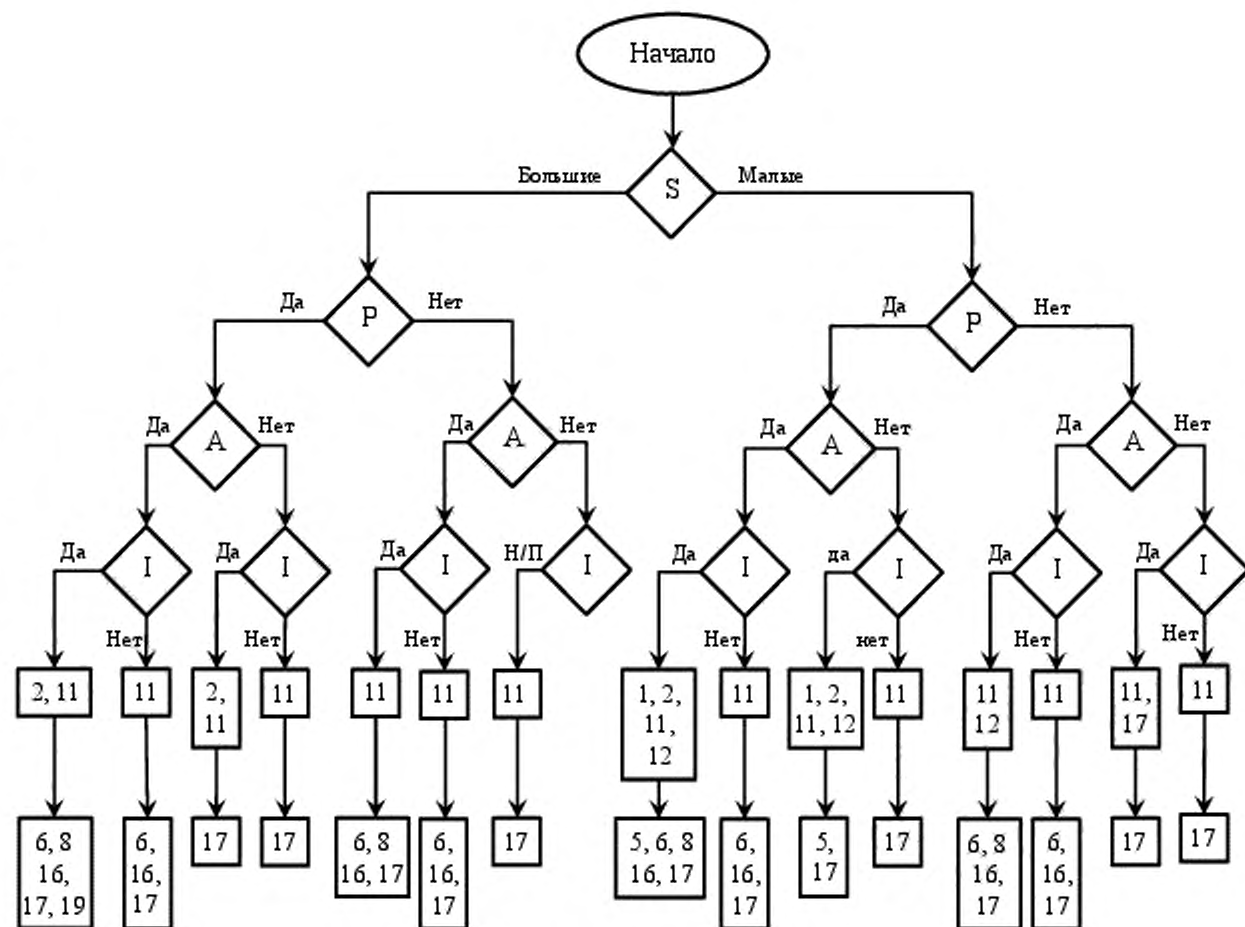 Начало
S
Большие
Малые
P
Да
Нет
P
Да
Нет
A
Да
Нет
A
Да
Нет
A
Да
Нет
A
Да
Нет
I
Да
Нет
I
Да
Нет
I
Да
Нет
I
Н/П
I
Да
Нет
I
да
нет
I
Да
Нет
I
Да
Нет
2, 11
11
2,
11
11
11
11
11
1, 2,
11,
12
11
1, 2,
11, 12
11
11
12
11
11,
17
11
6, 8
16,
17, 19
6,
16,
17
17
17
6, 8
16, 17
6,
16,
17
17
5, 6, 8
16, 17
6,
16,
17
5,
17
17
6, 8
16,
17
6,
16,
17
17
17